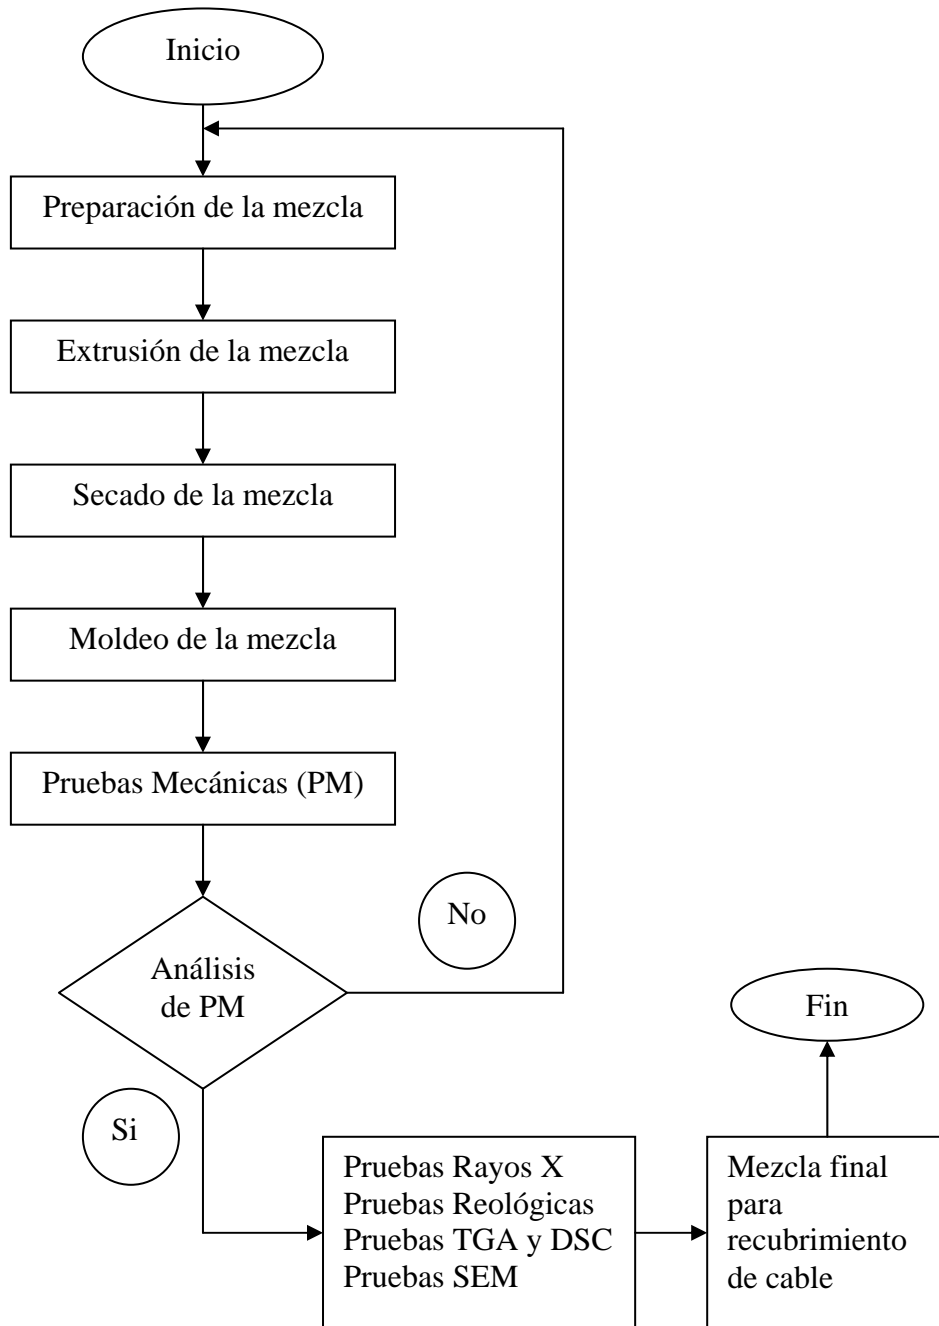 Inicio
Preparación de la mezcla
Extrusión de la mezcla
Secado de la mezcla
Moldeo de la mezcla
Pruebas Mecánicas (PM)
No
Análisis
de PM
Fin
Si
Pruebas Rayos X
Pruebas Reológicas
Pruebas TGA y DSC
Pruebas SEM
Mezcla final
para
recubrimiento
de cable